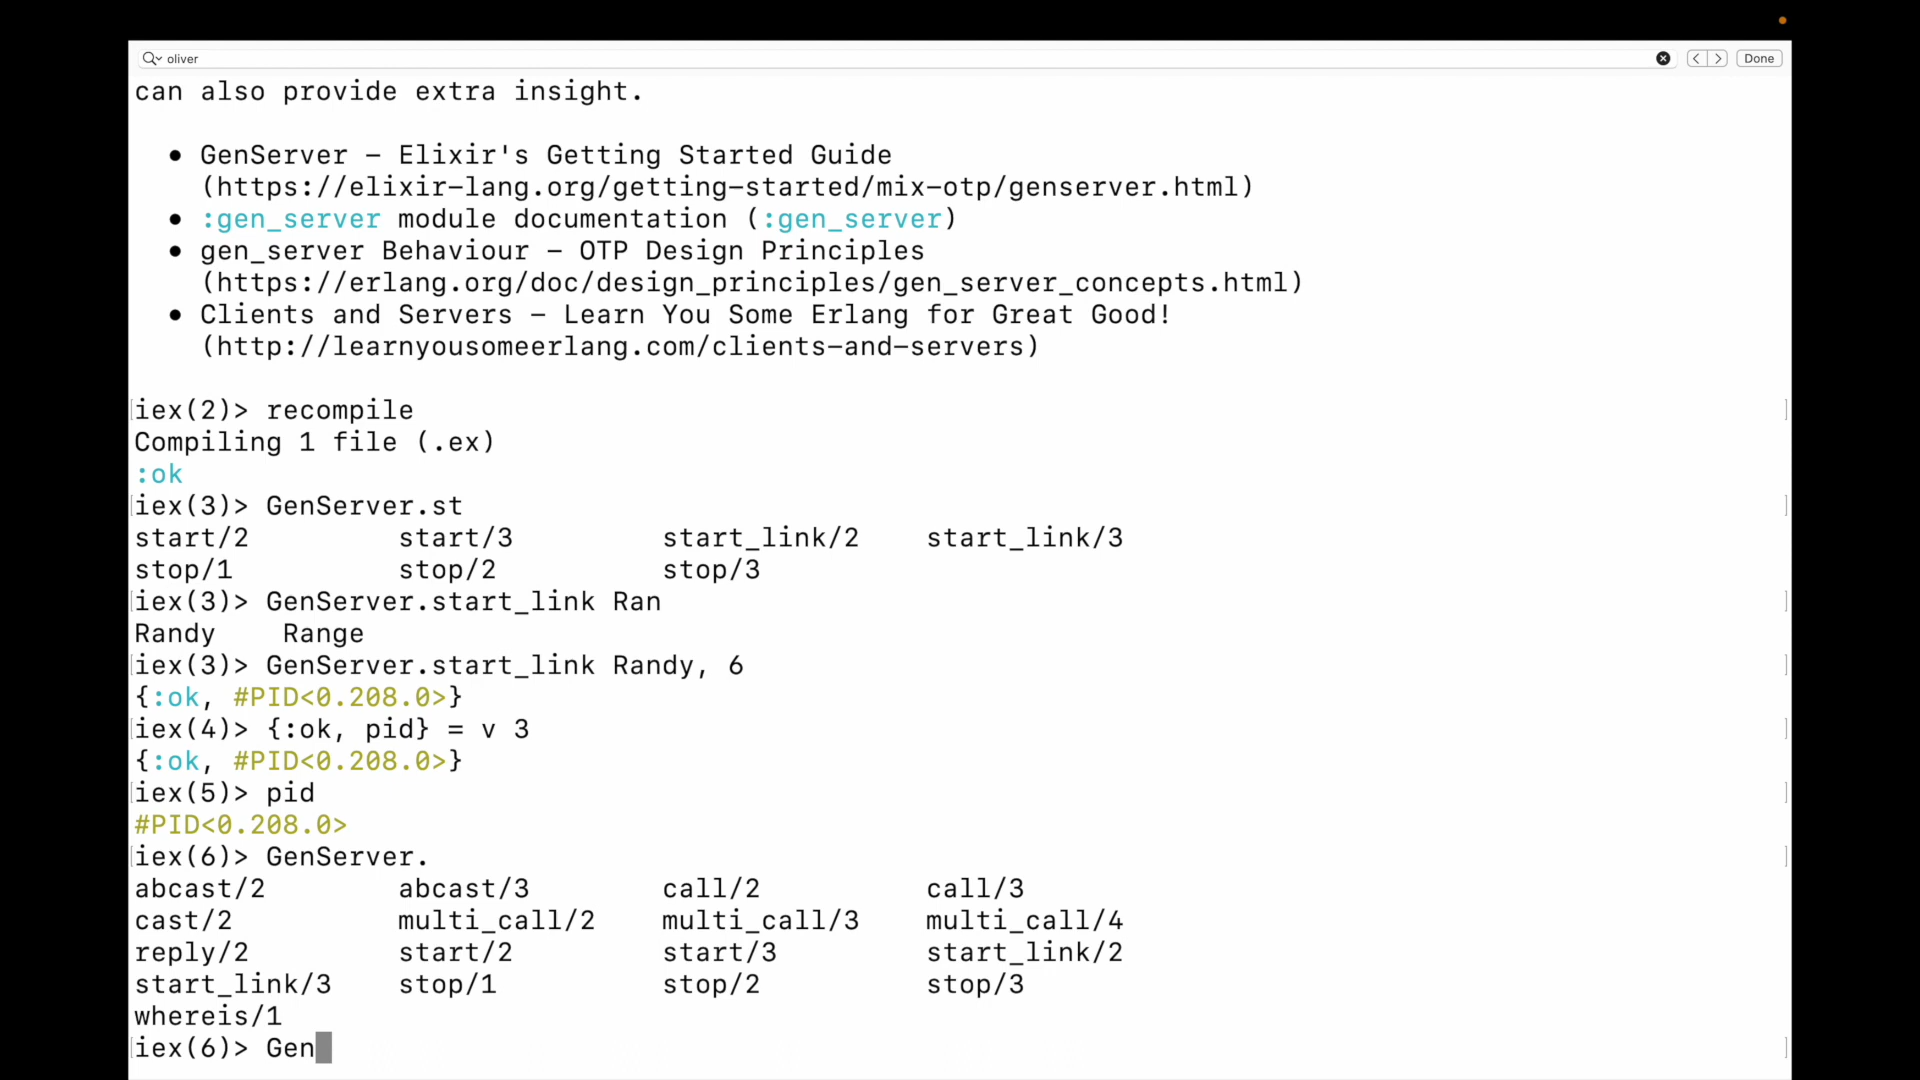 oliver
Done
can also provide extra insight.
• GenServer – Elixir's Getting Started Guide
(https://elixir-lang.org/getting-started/mix-otp/genserver.html)
• :gen_server module documentation (:gen_server)
• gen_server Behaviour – OTP Design Principles
(https://erlang.org/doc/design_principles/gen_server_concepts.html)
• Clients and Servers – Learn You Some Erlang for Great Good!
(http://learnyousomeerlang.com/clients-and-servers)
iex(2)> recompile
Compiling 1 file (.ex)
:ok
iex(3)> GenServer.st
start/2 start/3 start_link/2 start_link/3
stop/1 stop/2 stop/3
iex(3)> GenServer.start_link Ran
Randy Range
iex(3)> GenServer.start_link Randy, 6
{:ok, #PID<0.208.0>}
iex(4)> {:ok, pid} = v 3
{:ok, #PID<0.208.0>}
iex(5)> pid
#PID<0.208.0>
iex(6)> GenServer.
abcast/2 abcast/3 call/2 call/3
cast/2 multi_call/2 multi_call/3 multi_call/4
reply/2 start/2 start/3 start_link/2
start_link/3 stop/1 stop/2 stop/3
whereis/1
iex(6)> Gen